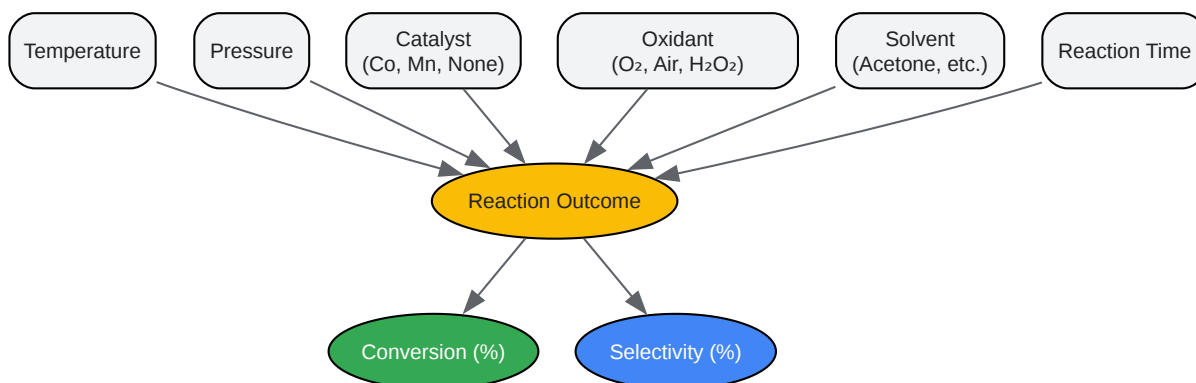 Temperature
Pressure
Catalyst
(Co, Mn, None)
Oxidant
(O₂, Air, H₂O₂)
Solvent
(Acetone, etc.)
Reaction Time
Reaction Outcome
Conversion (%)
Selectivity (%)